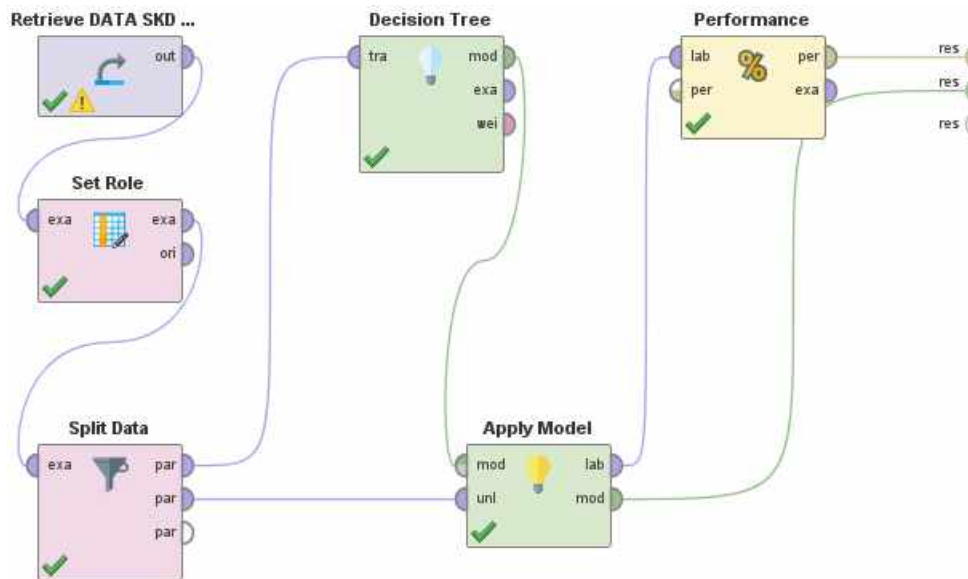 Retrieve DATA SKD ...
out
Set Role
exa
exa
ori
Split Data
exa
par
par
par
Decision Tree
tra
mod
exa
wei
Apply Model
mod
lab
unl
mod
Performance
%
lab
per
per
exa
res
res
res